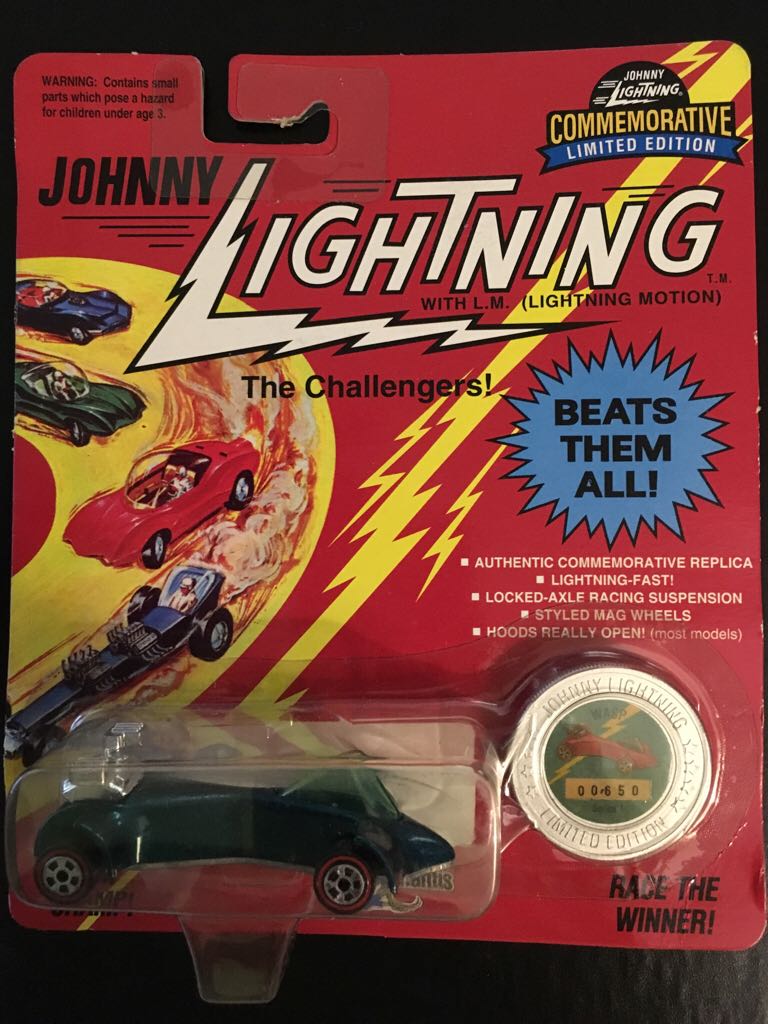 WARNING: Contains small
parts which pose a hazard
for children under age 3.
JOHNNY
LIGHTNING
COMMEMORATIVE
LIMITED EDITION
JOHNNY
LIGHTNING
T.M.
WITH L.M. (LIGHTNING MOTION)
The Challengers!
BEATS
THEM
ALL!
■ AUTHENTIC COMMEMORATIVE REPLICA
■ LIGHTNING-FAST!
■ LOCKED-AXLE RACING SUSPENSION
■ STYLED MAG WHEELS
■ HOODS REALLY OPEN! (most models)
JOHNNY LIGHTNING
WASP
00650
LIMITED EDITION
RACE THE
WINNER!